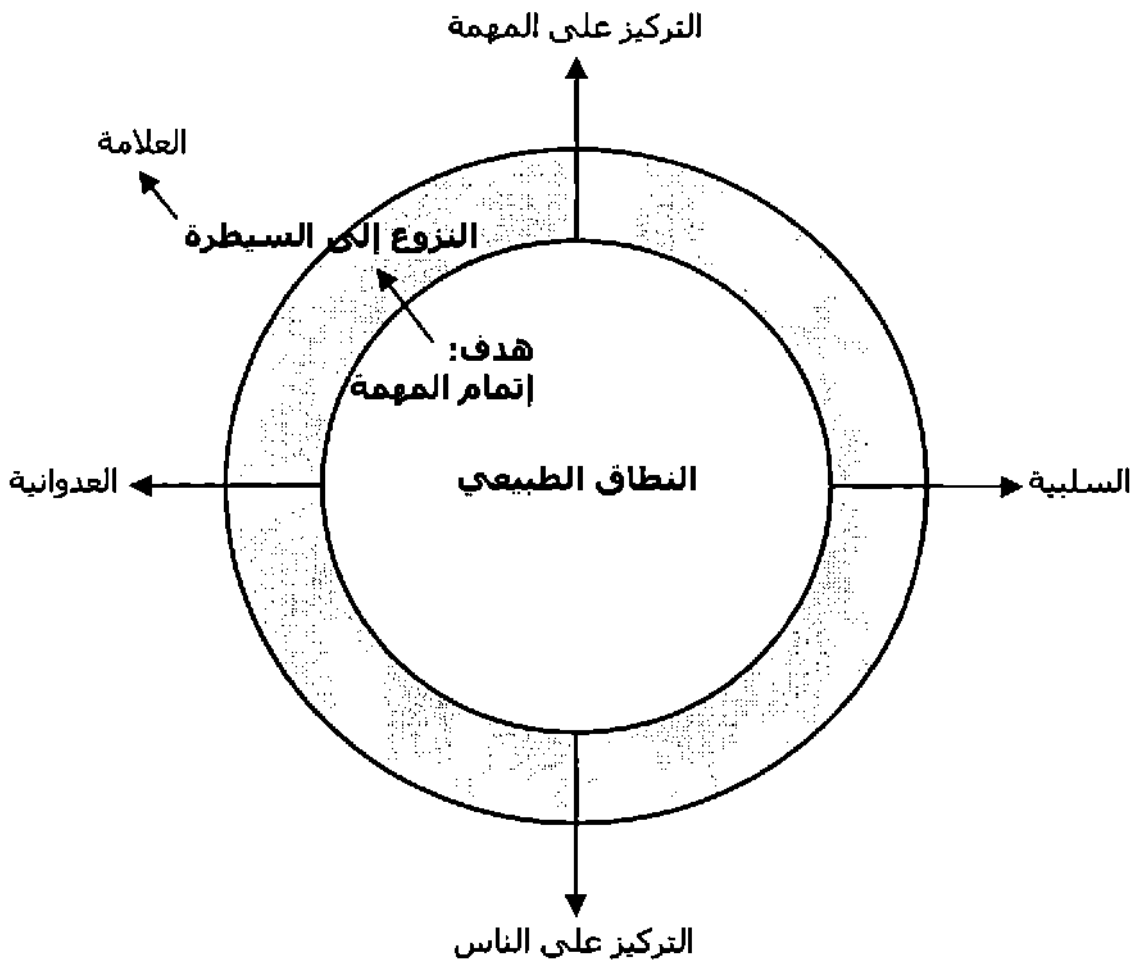 التركيز على المهمة
العلامة
النزوع إلى السيطرة
هدف:
إتمام المهمة
النطاق الطبيعي
السلبية
العدوانية
التركيز على الناس